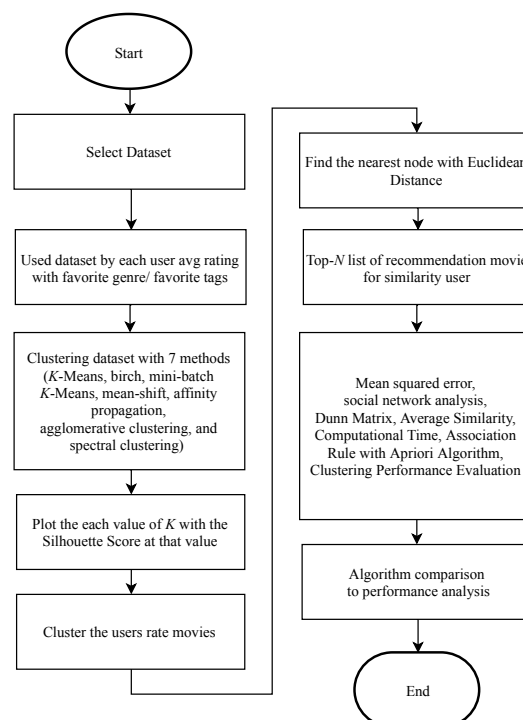 Start
Select Dataset
Used dataset by each user avg rating
with favorite genre/ favorite tags
Clustering dataset with 7 methods
(K-Means, birch, mini-batch
K-Means, mean-shift, affinity
propagation,
agglomerative clustering, and
spectral clustering)
Plot the each value of K with the
Silhouette Score at that value
Cluster the users rate movies
Find the nearest node with Euclidean
Distance
Top-N list of recommendation movie
for similarity user
Mean squared error,
social network analysis,
Dunn Matrix, Average Similarity,
Computational Time, Association
Rule with Apriori Algorithm,
Clustering Performance Evaluation
Algorithm comparison
to performance analysis
End